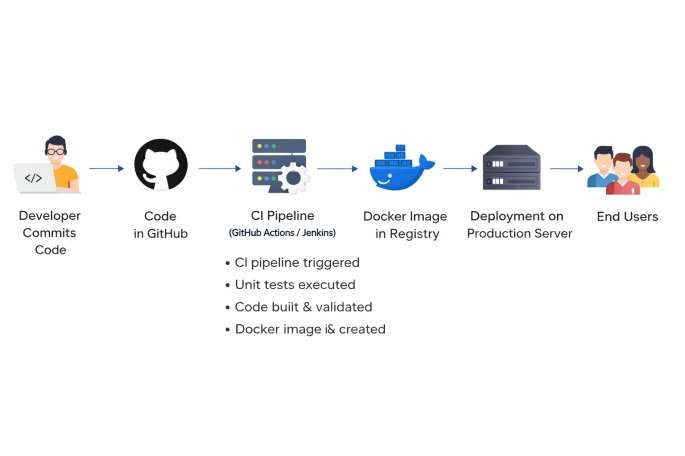 </>
Developer
Commits
Code
Code
in GitHub
CI Pipeline
(GitHub Actions / Jenkins)
• CI pipeline triggered
• Unit tests executed
• Code built & validated
• Docker image i& created
Docker Image
in Registry
Deployment on
Production Server
End Users